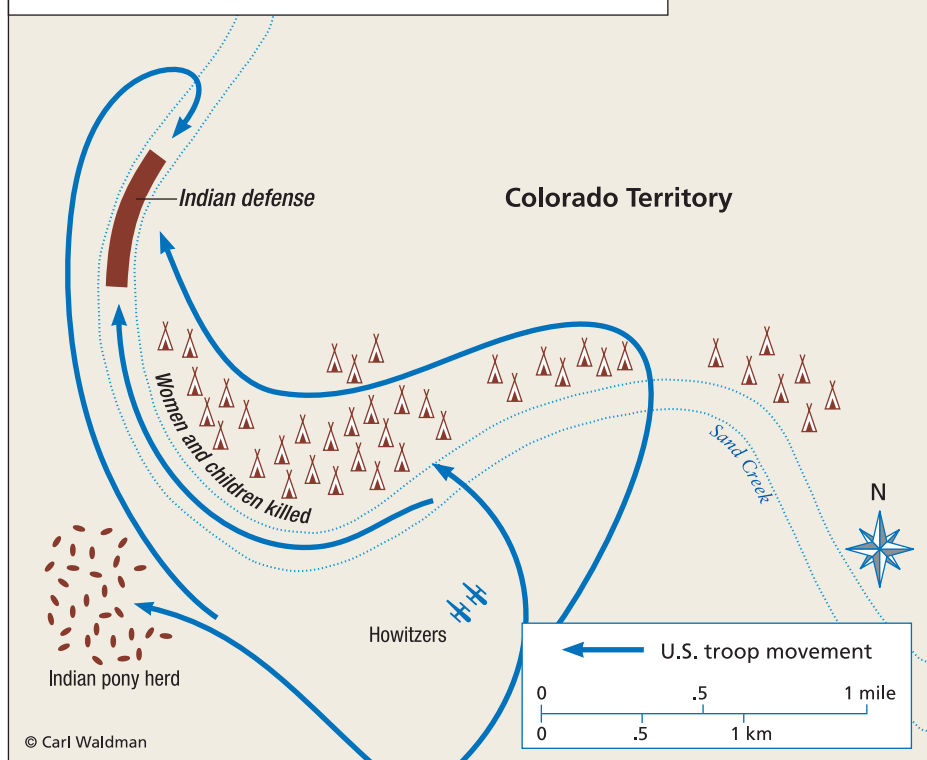 Indian defense
Colorado Territory
Women and children killed
Sand Creek
N
Howitzers
Indian pony herd
U.S. troop movement
0 .5 1 mile
0 .5 1 km
© Carl Waldman